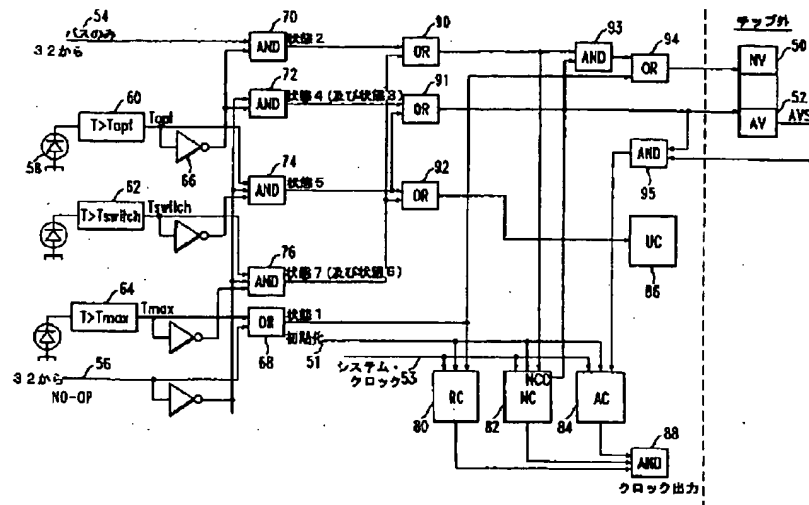 54
バスのみ
32から
70
AND
状態2
90
OR
93
AND
94
OR
チップ外
50
NV
72
AND
状態4(及び状態3)
91
OR
52
AV
AVS
60
T>Topt
Topt
58
66
74
AND
状態5
92
OR
AND
95
62
T>Tswitch
Tswitch
UC
86
76
AND
状態7(及び状態6)
64
T>Tmax
Tmax
OR
68
状態1
初期化
51
32から
56
NO-OP
システム・
クロック
53
RC
80
NCC
MC
82
AC
84
88
AND
クロック出力